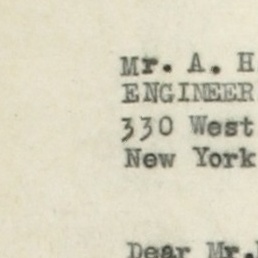 Mr. A. H
ENGINEER
330 West
New York
Dear Mr.